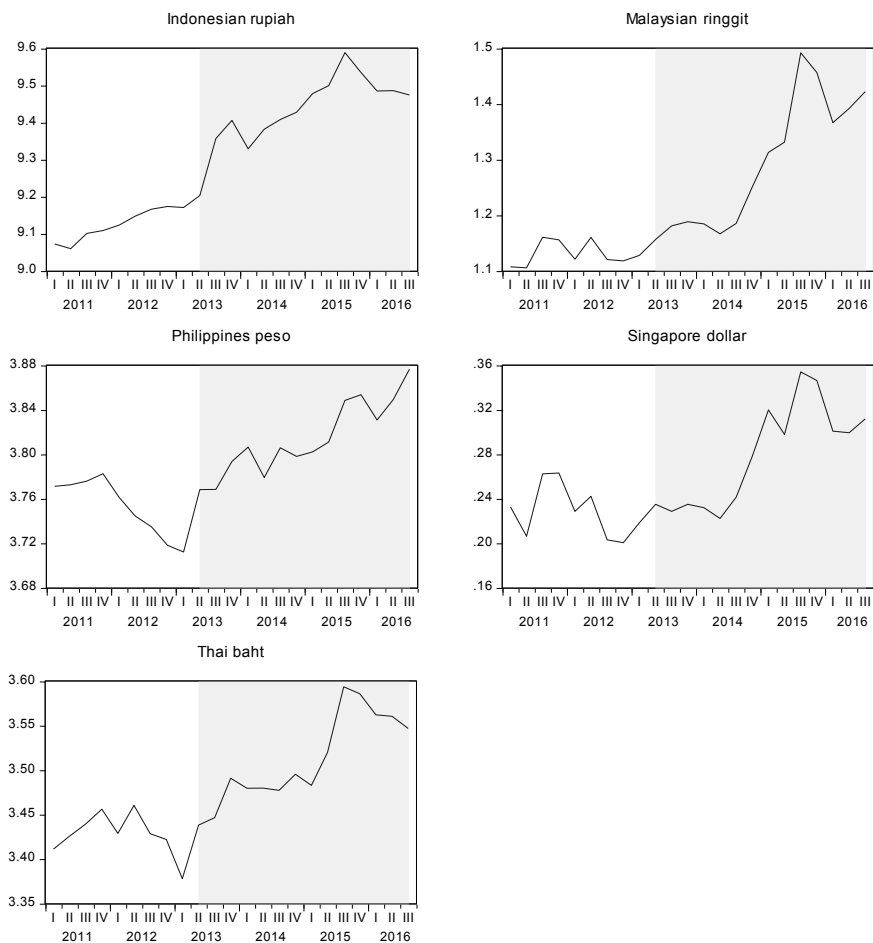 Indonesian rupiah
9.6
9.5
9.4
9.3
9.2
9.1
9.0
I II III IV I II III IV I II III IV I II III IV I II III IV I II III
2011 2012 2013 2014 2015 2016
Malaysian ringgit
1.5
1.4
1.3
1.2
1.1
I II III IV I II III IV I II III IV I II III IV I II III IV I II III
2011 2012 2013 2014 2015 2016
Philippines peso
3.88
3.84
3.80
3.76
3.72
3.68
I II III IV I II III IV I II III IV I II III IV I II III IV I II III
2011 2012 2013 2014 2015 2016
Singapore dollar
.36
.32
.28
.24
.20
.16
I II III IV I II III IV I II III IV I II III IV I II III IV I II III
2011 2012 2013 2014 2015 2016
Thai baht
3.60
3.55
3.50
3.45
3.40
3.35
I II III IV I II III IV I II III IV I II III IV I II III IV I II III
2011 2012 2013 2014 2015 2016